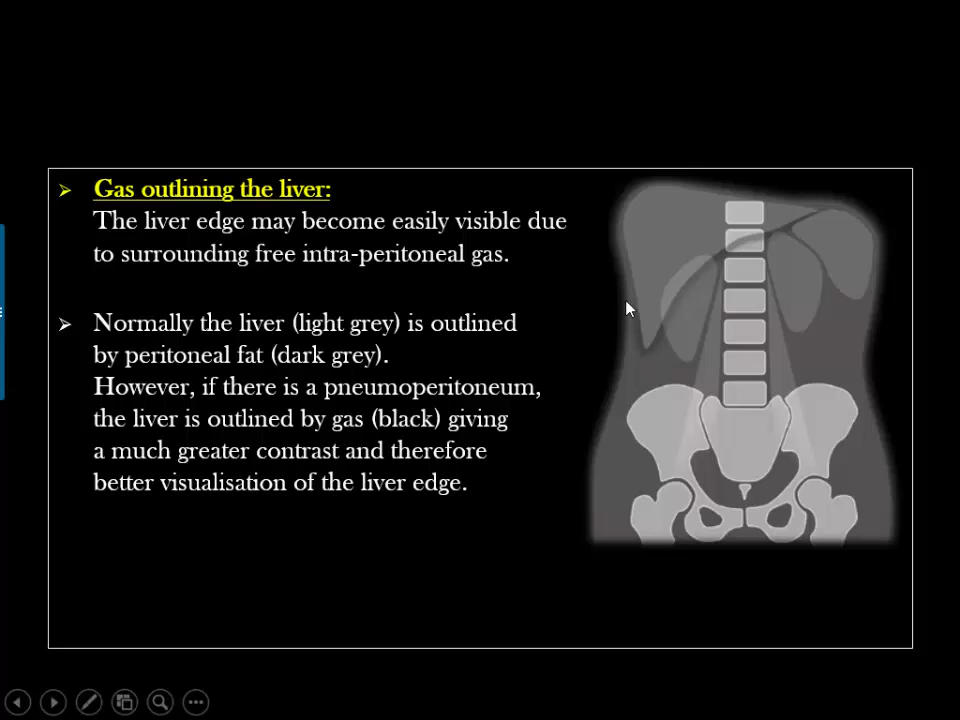 Gas outlining the liver:
The liver edge may become easily visible due
to surrounding free intra-peritoneal gas.
Normally the liver (light grey) is outlined
by peritoneal fat (dark grey).
However, if there is a pneumoperitoneum,
the liver is outlined by gas (black) giving
a much greater contrast and therefore
better visualisation of the liver edge.